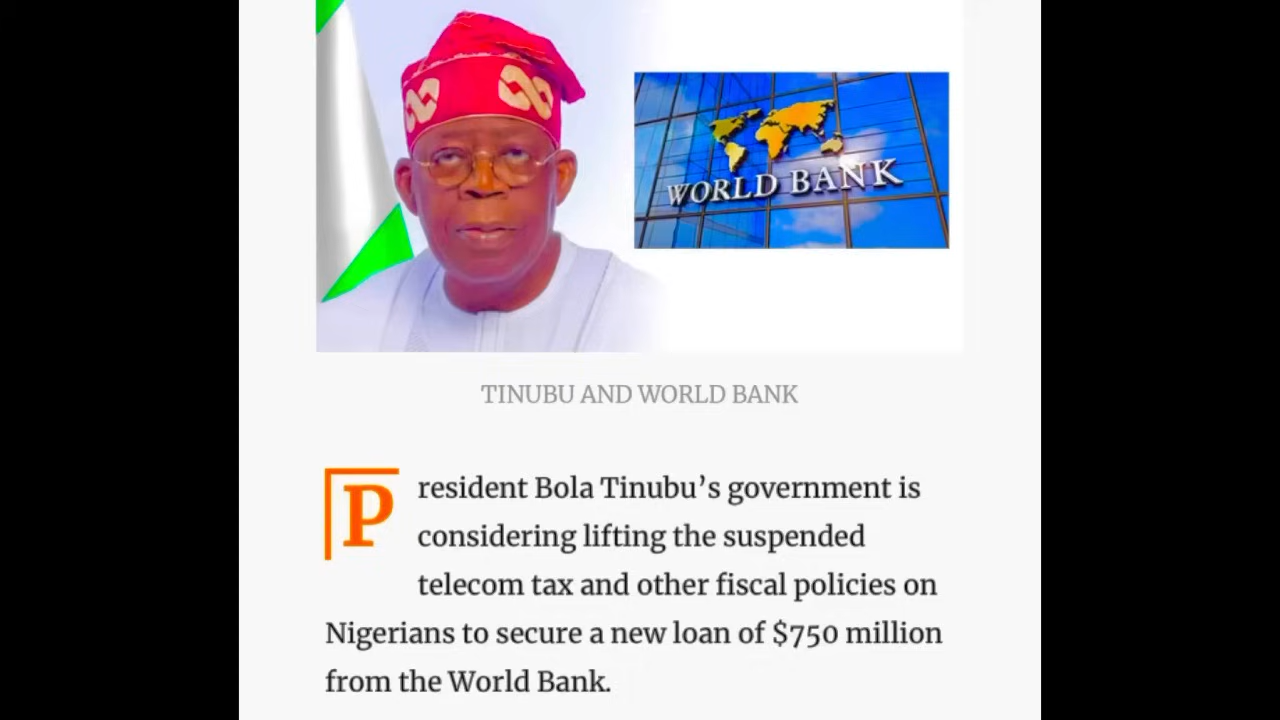 WORLD BANK
TINUBU AND WORLD BANK
President Bola Tinubu’s government is
considering lifting the suspended
telecom tax and other fiscal policies on
Nigerians to secure a new loan of $750 million
from the World Bank.